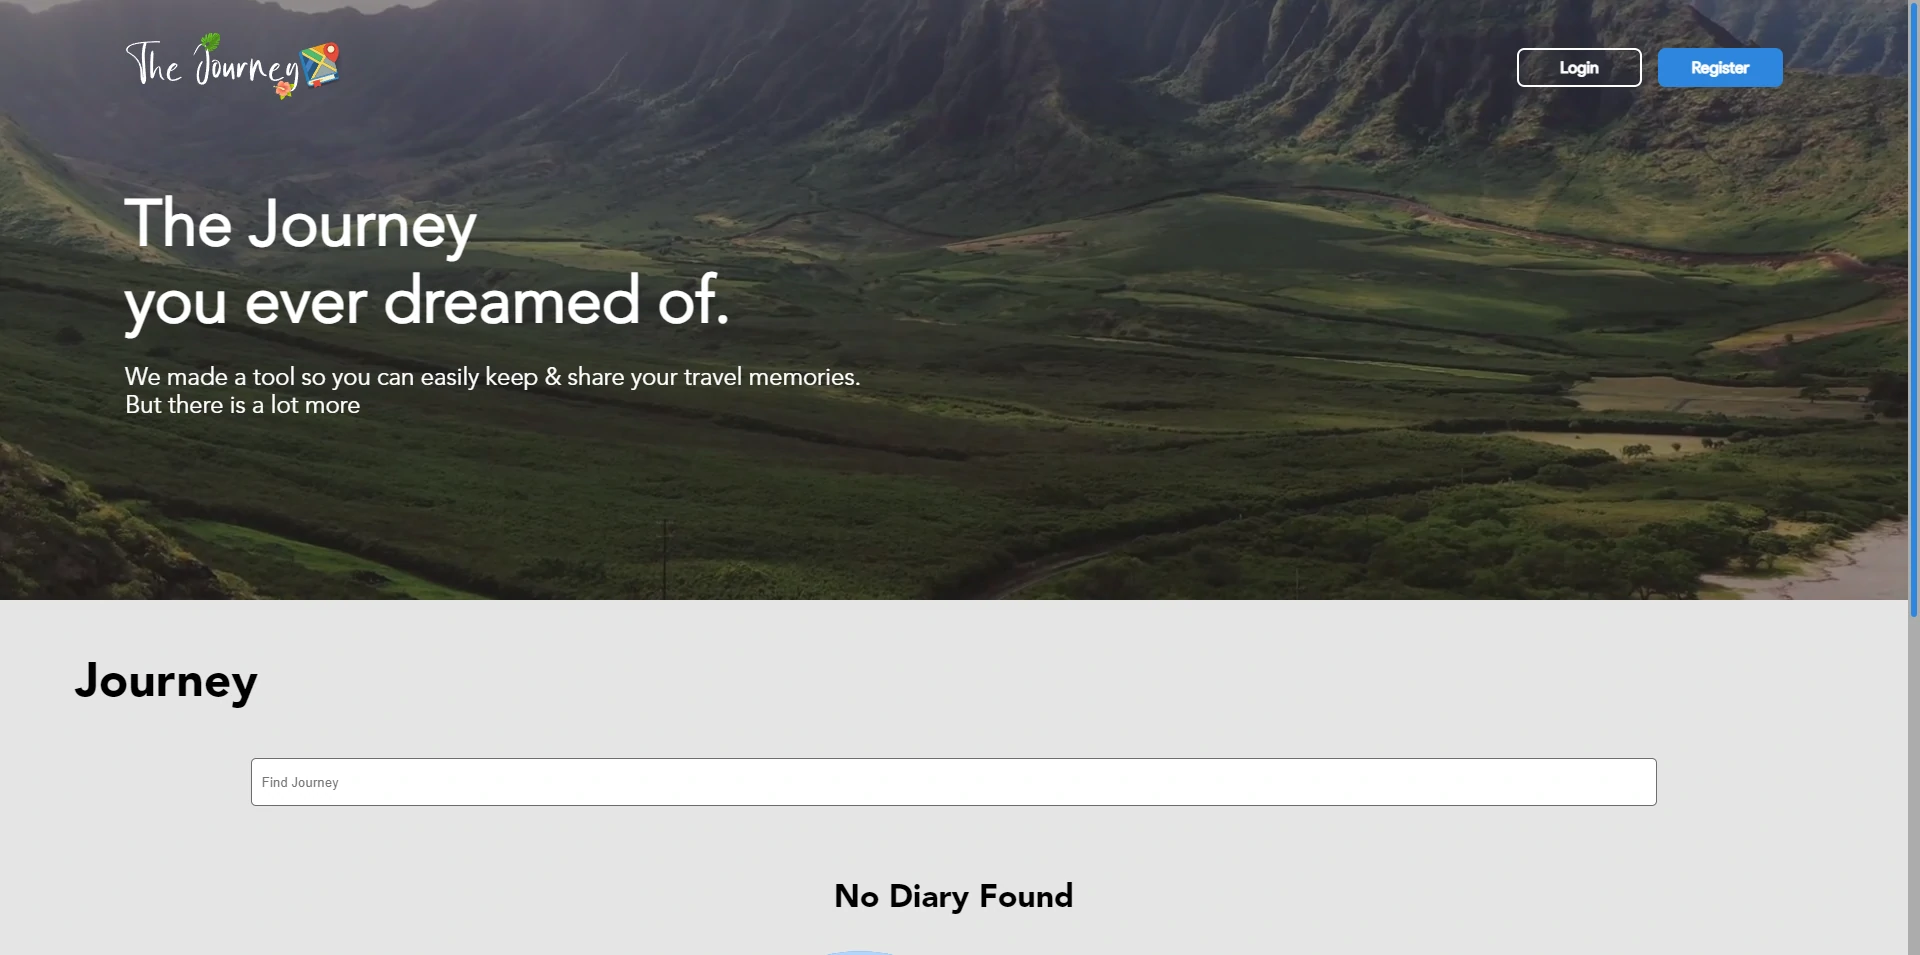 The Journey
Login
Register
The Journey
you ever dreamed of.
We made a tool so you can easily keep & share your travel memories.
But there is a lot more
Journey
Find Journey
No Diary Found